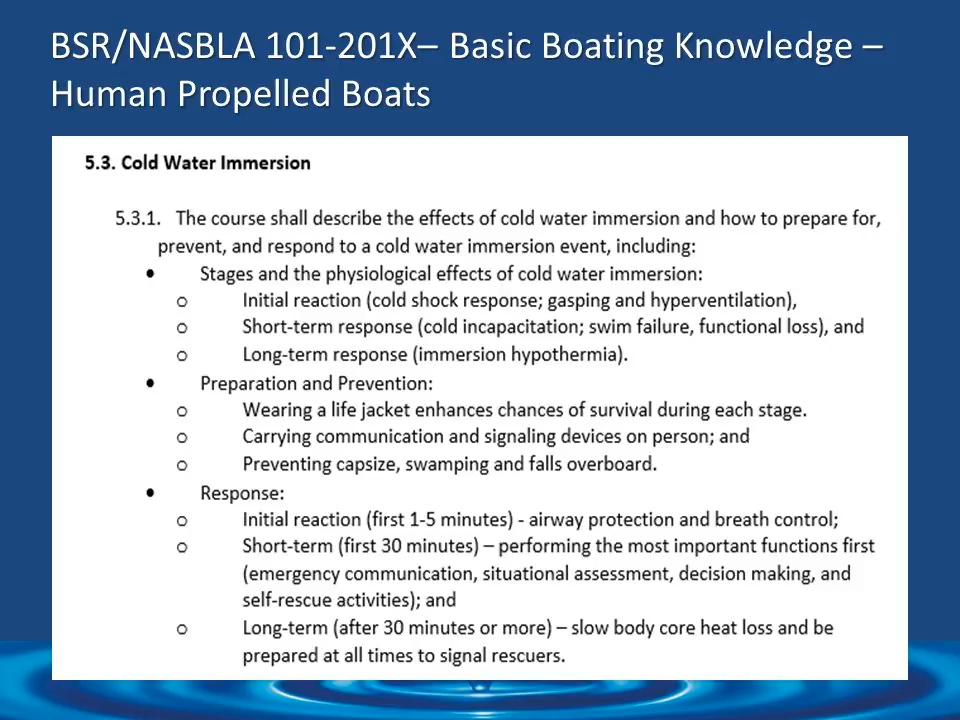 BSR/NASBLA 101-201X– Basic Boating Knowledge –
Human Propelled Boats
5.3. Cold Water Immersion
5.3.1. The course shall describe the effects of cold water immersion and how to prepare for,
prevent, and respond to a cold water immersion event, including:
• Stages and the physiological effects of cold water immersion:
o Initial reaction (cold shock response; gasping and hyperventilation),
o Short-term response (cold incapacitation; swim failure, functional loss), and
o Long-term response (immersion hypothermia).
• Preparation and Prevention:
o Wearing a life jacket enhances chances of survival during each stage.
o Carrying communication and signaling devices on person; and
o Preventing capsize, swamping and falls overboard.
• Response:
o Initial reaction (first 1-5 minutes) - airway protection and breath control;
o Short-term (first 30 minutes) – performing the most important functions first
(emergency communication, situational assessment, decision making, and
self-rescue activities); and
o Long-term (after 30 minutes or more) – slow body core heat loss and be
prepared at all times to signal rescuers.